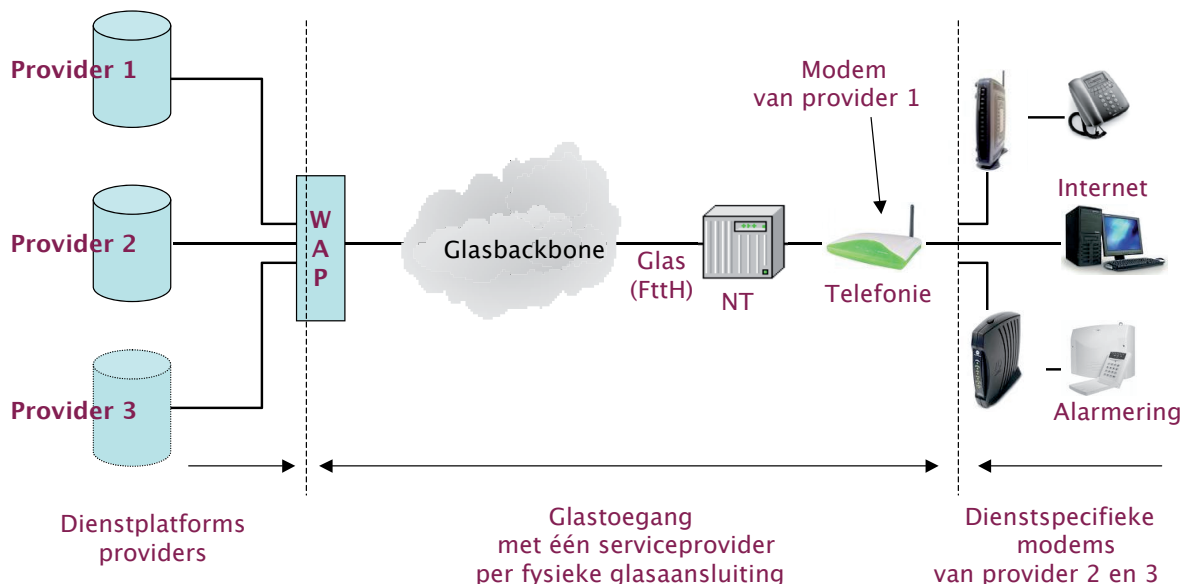 Provider 1
Provider 2
Provider 3
W
A
P
Glasbackbone
Glas
(FttH)
NT
Modem
van provider 1
Telefonie
Internet
Alarmering
Dienstplatforms
providers
Glastoegang
met één serviceprovider
per fysieke glasaansluiting
Dienstspecifieke
modems
van provider 2 en 3